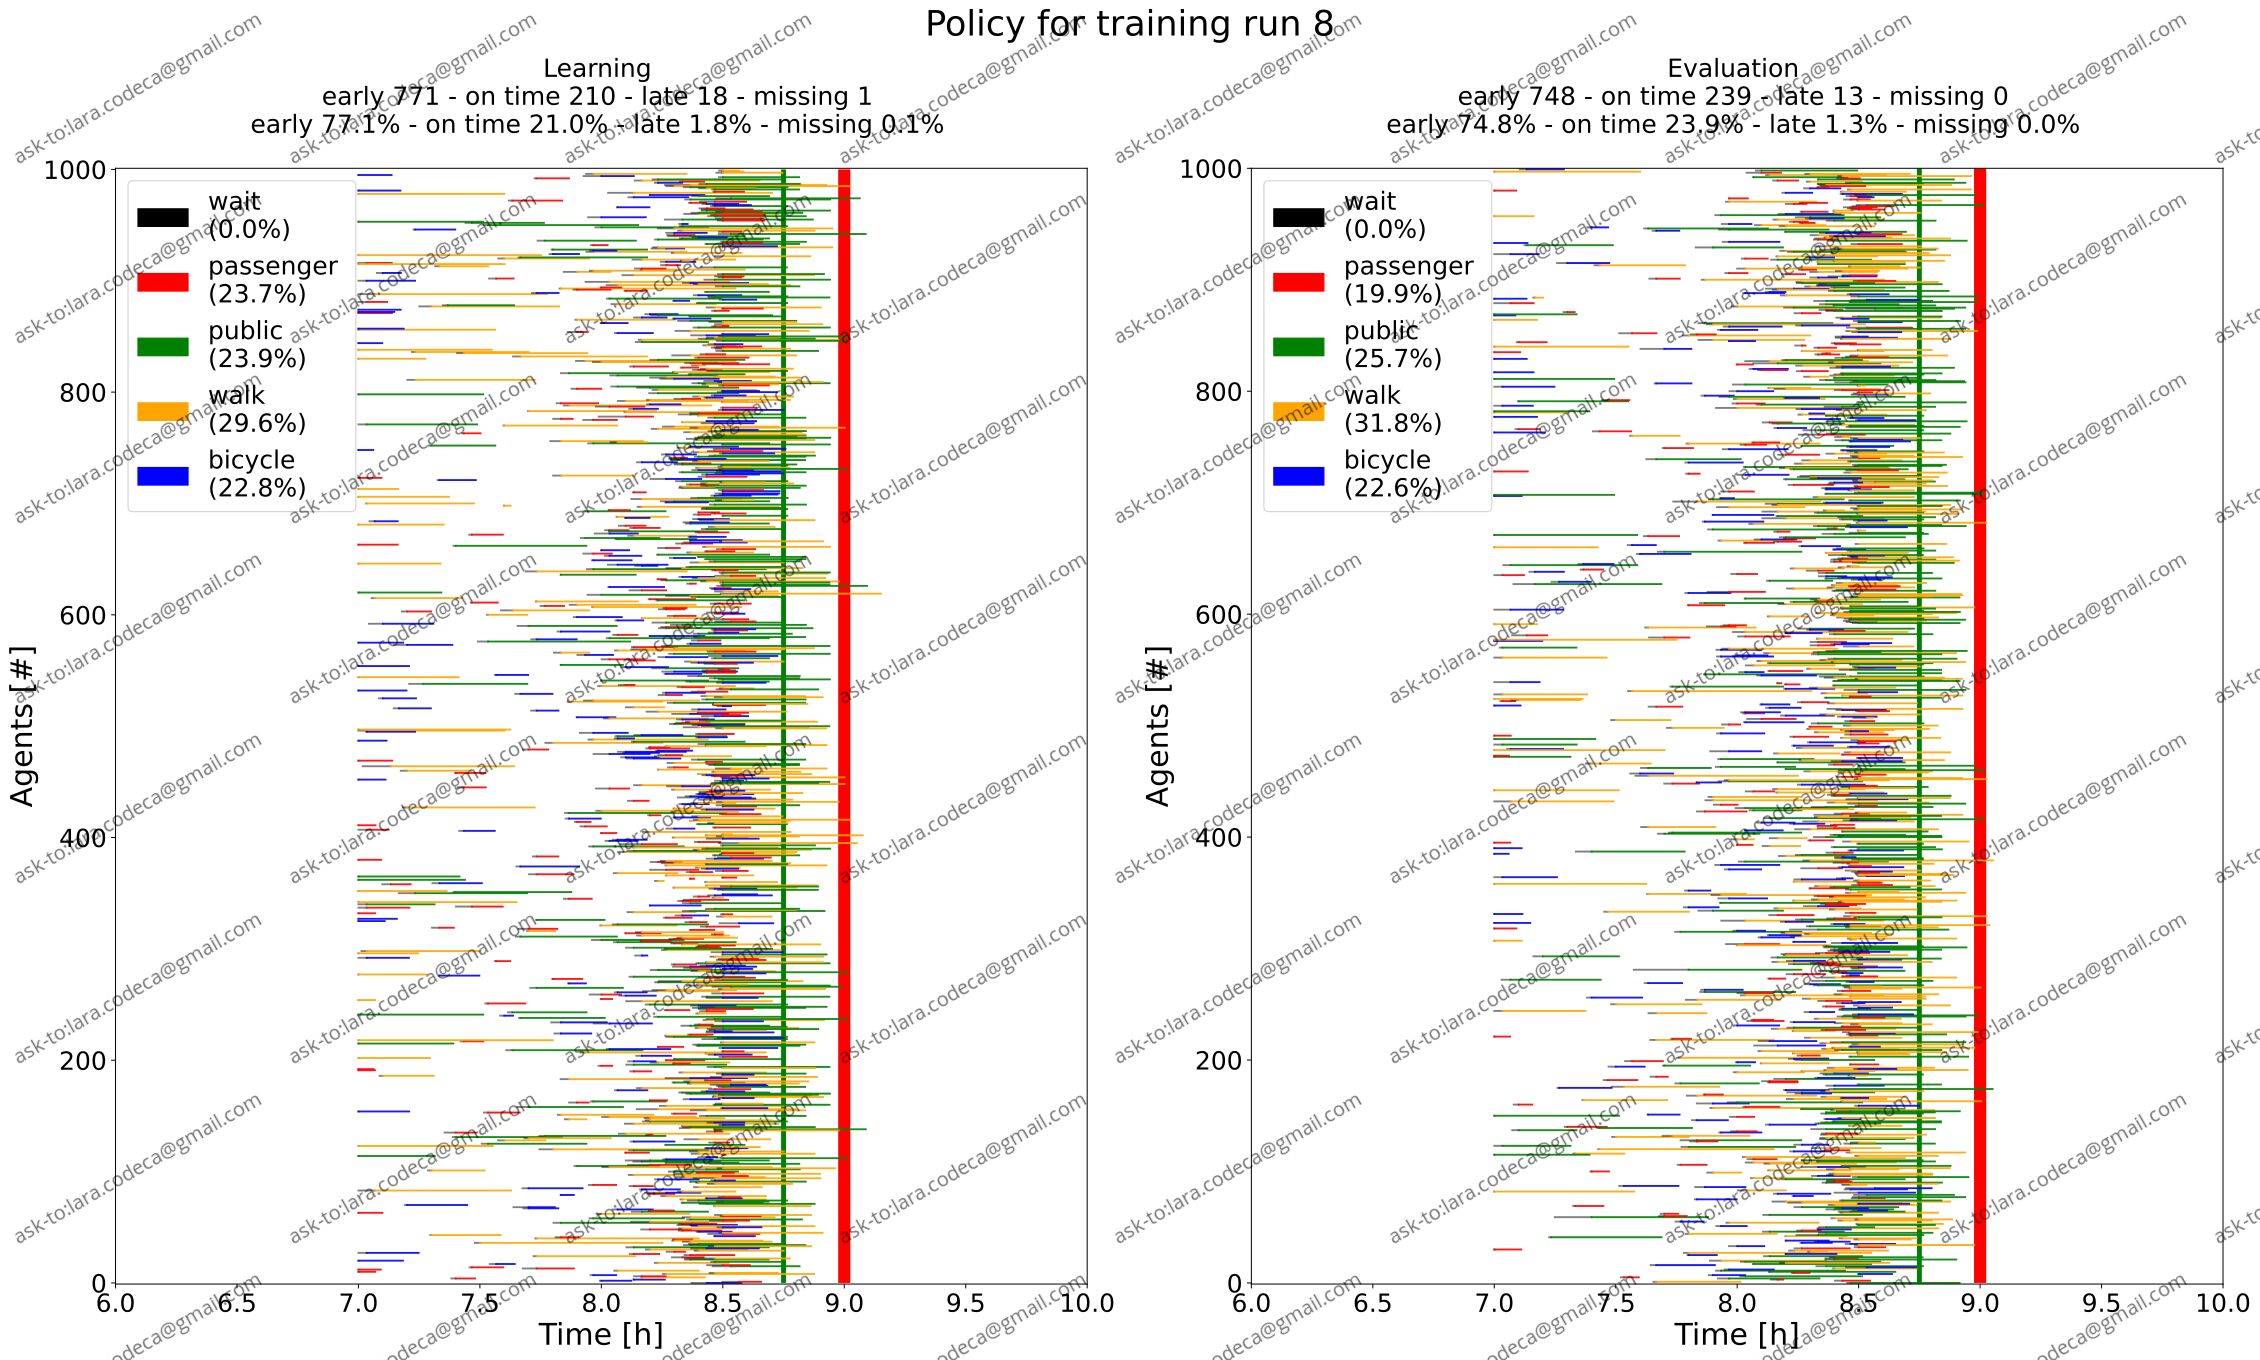 Policy for training run 8
Learning
early 771 - on time 210 - late 18 - missing 1
early 77.1% - on time 21.0% - late 1.8% - missing 0.1%
1000
800
600
400
200
0
Agents [#]
wait
(0.0%)
passenger
(23.7%)
public
(23.9%)
walk
(29.6%)
bicycle
(22.8%)
6.0 6.5 7.0 7.5 8.0 8.5 9.0 9.5 10.0
Time [h]
Evaluation
early 748 - on time 239 - late 13 - missing 0
early 74.8% - on time 23.9% - late 1.3% - missing 0.0%
1000
800
600
400
200
0
Agents [#]
wait
(0.0%)
passenger
(19.9%)
public
(25.7%)
walk
(31.8%)
bicycle
(22.6%)
6.0 6.5 7.0 7.5 8.0 8.5 9.0 9.5 10.0
Time [h]
ask-to:lara.codeca@gmail.com